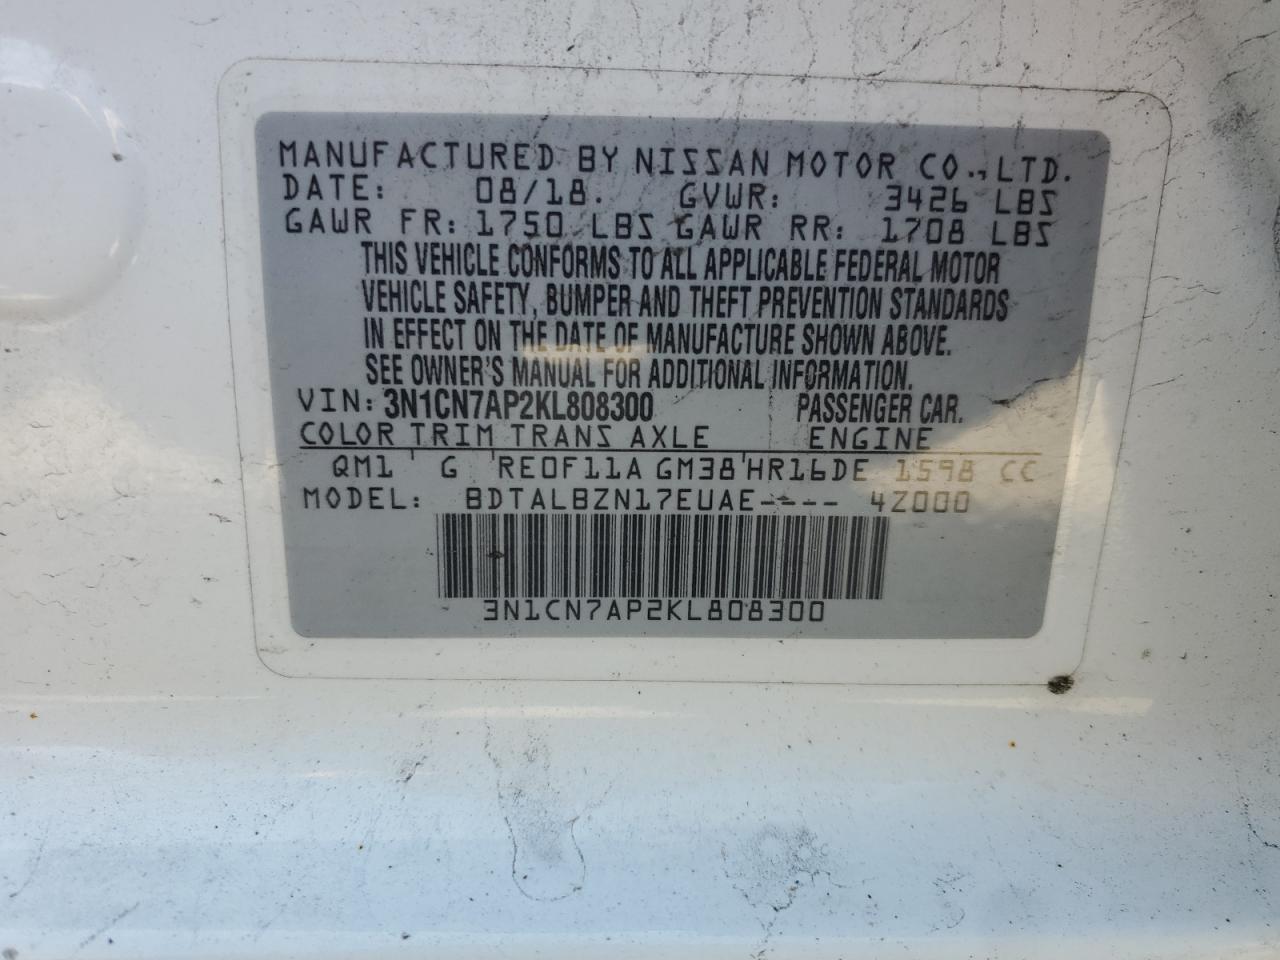 MANUFACTURED BY NISSAN MOTOR CO.,LTD.
DATE: 08/18. GVWR: 3426 LBS
GAWR FR: 1750 LBS GAWR RR: 1708 LBS
THIS VEHICLE CONFORMS TO ALL APPLICABLE FEDERAL MOTOR
VEHICLE SAFETY, BUMPER AND THEFT PREVENTION STANDARDS
IN EFFECT ON THE DATE OF MANUFACTURE SHOWN ABOVE.
SEE OWNER'S MANUAL FOR ADDITIONAL INFORMATION.
VIN: 3N1CN7AP2KL808300 PASSENGER CAR.
COLOR TRIM TRANS AXLE ENGINE
QM1 ' G ' RE0F11A GM38 ' HR16DE 1598 CC
MODEL: BDTALBZN17EUAE---- 4Z000
3N1CN7AP2KL808300